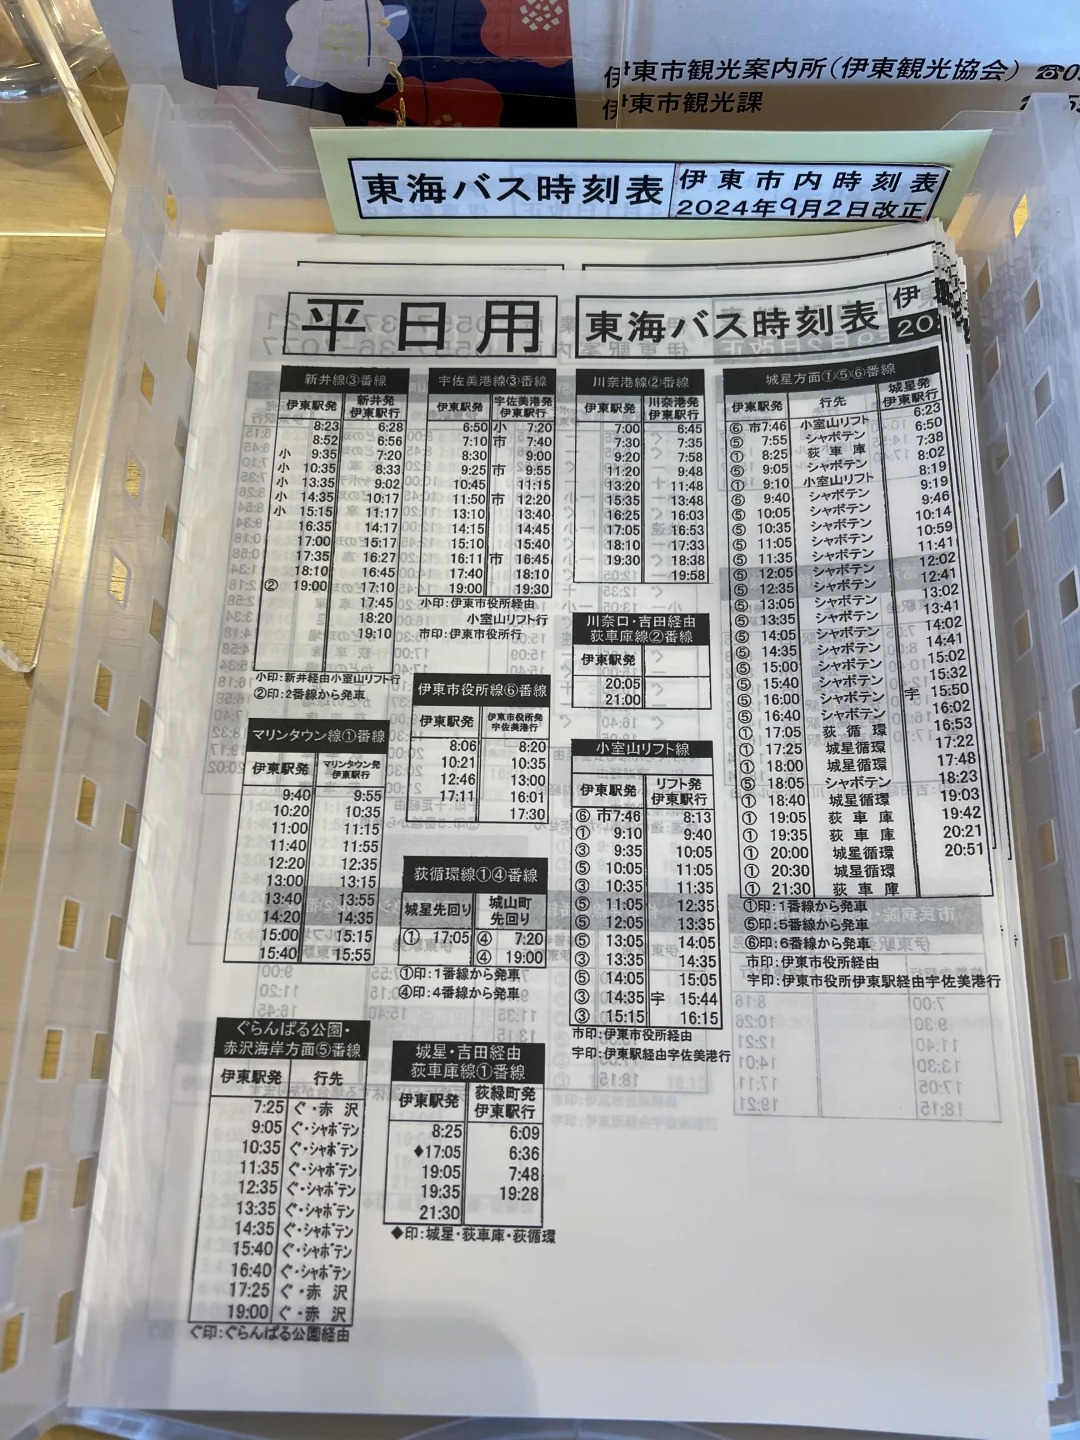 伊東市観光案内所(伊東観光協会) ☎0
伊東市観光課
東海バス時刻表 伊東市内時刻表
2024年9月2日改正
平日用
東海バス時刻表 伊
20
新井線③番線
伊東駅発 新井発伊東駅行
8:23 6:28
8:52 6:56
小 9:35 7:20
小 10:35 8:33
小 13:35 9:02
小 14:35 10:17
小 15:15 11:17
16:35 14:17
17:00 15:17
17:35 16:27
18:10 16:45
② 19:00 17:10
17:45
18:20
19:10
小印:新井経由小室山リフト行
②印:2番線から発車
宇佐美港線③番線
伊東駅発 宇佐美港発伊東駅行
6:50 小 7:20
7:10 市 7:40
8:30 9:00
9:25 市 9:55
10:45 11:15
11:50 市 12:20
13:10 13:40
14:15 14:45
15:10 15:40
16:11 市 16:45
17:40 18:10
19:00 19:30
小印:伊東市役所経由
小室山リフト行
市印:伊東市役所行
川奈港線②番線
伊東駅発 川奈港発伊東駅行
7:00 6:45
7:30 7:35
9:20 7:58
11:20 9:48
13:20 11:48
15:35 13:48
16:25 16:03
17:05 16:53
18:10 17:33
19:30 18:38
19:58
川奈口・吉田経由
荻車庫線②番線
伊東駅発
20:05
21:00
城星方面①⑤⑥番線
伊東駅発 行先 城星発伊東駅行
⑥ 市7:46 小室山リフト 6:23
⑤ 7:55 シャボテン 6:50
① 8:25 荻車庫 7:38
⑤ 9:05 シャボテン 8:02
① 9:10 小室山リフト 8:19
⑤ 9:40 シャボテン 9:19
⑤ 10:05 シャボテン 9:46
⑤ 10:35 シャボテン 10:14
⑤ 11:05 シャボテン 10:59
⑤ 11:35 シャボテン 11:41
⑤ 12:05 シャボテン 12:02
⑤ 12:35 シャボテン 12:41
⑤ 13:05 シャボテン 13:02
⑤ 13:35 シャボテン 13:41
⑤ 14:05 シャボテン 14:02
⑤ 14:35 シャボテン 14:41
⑤ 15:00 シャボテン 15:02
⑤ 15:40 シャボテン 15:32
⑤ 16:00 シャボテン 宇 15:50
⑤ 16:40 シャボテン 16:02
① 17:05 荻循環 16:53
① 17:25 城星循環 17:22
① 18:00 城星循環 17:48
⑤ 18:05 シャボテン 18:23
① 18:40 城星循環 19:03
① 19:05 荻車庫 19:42
① 19:35 荻車庫 20:21
① 20:00 城星循環 20:51
① 20:30 城星循環
① 21:30 荻車庫
①印:1番線から発車
⑤印:5番線から発車
⑥印:6番線から発車
市印:伊東市役所経由
宇印:伊東市役所伊東駅経由宇佐美港行
マリンタウン線①番線
伊東駅発 マリンタウン発伊東駅行
9:40 9:55
10:20 10:35
11:00 11:15
11:40 11:55
12:20 12:35
13:00 13:15
13:40 13:55
14:20 14:35
15:00 15:15
15:40 15:55
伊東市役所線⑥番線
伊東駅発 伊東市役所発宇佐美港行
8:06 8:20
10:21 10:35
12:46 13:00
17:11 16:01
17:30
荻循環線①④番線
城星先回り 城山町先回り
① 17:05 ④ 7:20
④ 19:00
①印:1番線から発車
④印:4番線から発車
小室山リフト線
伊東駅発 リフト発伊東駅行
⑥ 市7:46 8:13
① 9:10 9:40
③ 9:35 10:05
⑤ 10:05 11:05
③ 10:35 11:35
⑤ 11:05 12:35
⑤ 12:05 13:35
⑤ 13:05 14:05
③ 13:35 14:35
⑤ 14:05 15:05
③ 14:35 宇 15:44
③ 15:15 16:15
市印:伊東市役所経由
宇印:伊東駅経由宇佐美港行
ぐらんぱる公園・
赤沢海岸方面⑤番線
伊東駅発 行先
7:25 ぐ・赤沢
9:05 ぐ・シャボテン
10:35 ぐ・シャボテン
11:35 ぐ・シャボテン
12:35 ぐ・シャボテン
13:35 ぐ・シャボテン
14:35 ぐ・シャボテン
15:40 ぐ・シャボテン
16:40 ぐ・シャボテン
17:25 ぐ・赤沢
19:00 ぐ・赤沢
ぐ印:ぐらんぱる公園経由
城星・吉田経由
荻車庫線①番線
伊東駅発 荻緑町発伊東駅行
8:25 6:09
◆17:05 6:36
19:05 7:48
19:35 19:28
21:30
◆印:城星・荻車庫・荻循環